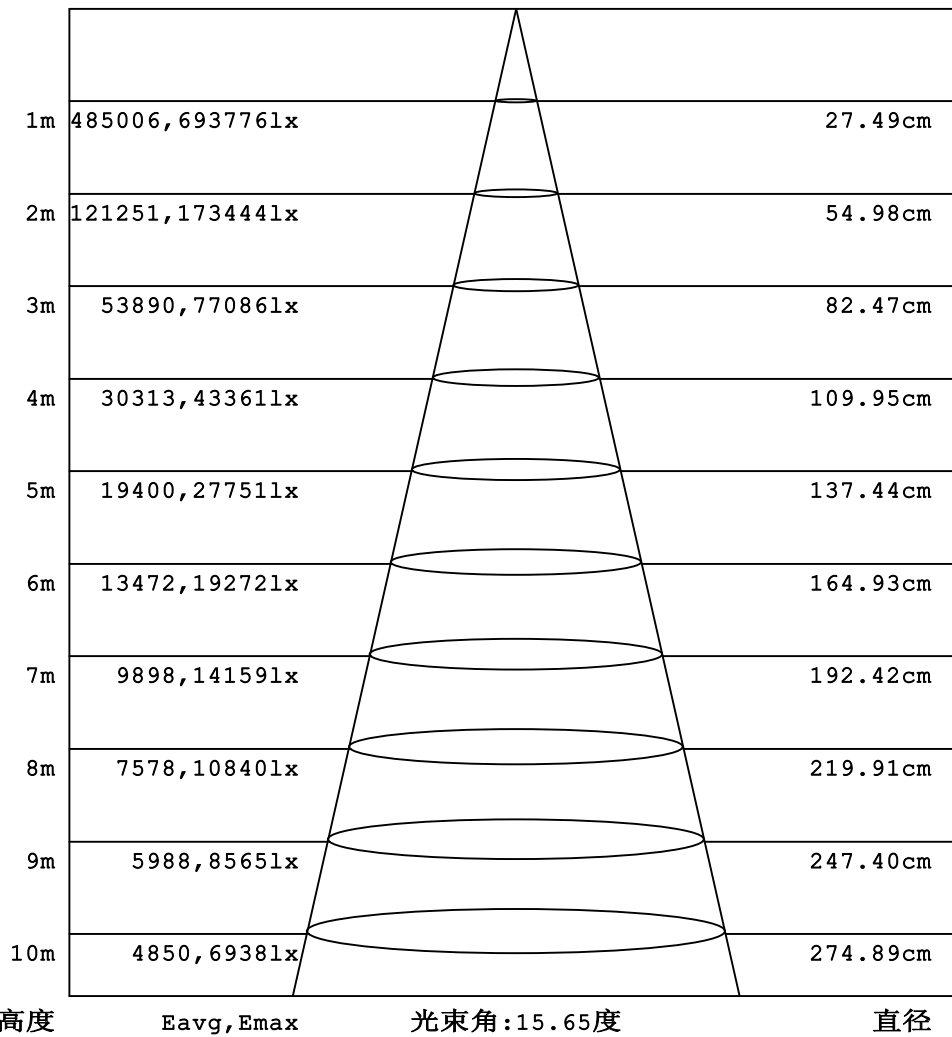 1m 485006,693776lx 27.49cm
2m 121251,173444lx 54.98cm
3m 53890,77086lx 82.47cm
4m 30313,43361lx 109.95cm
5m 19400,27751lx 137.44cm
6m 13472,19272lx 164.93cm
7m 9898,14159lx 192.42cm
8m 7578,10840lx 219.91cm
9m 5988,8565lx 247.40cm
10m 4850,6938lx 274.89cm
高度 Eavg,Emax 光束角:15.65度 直径